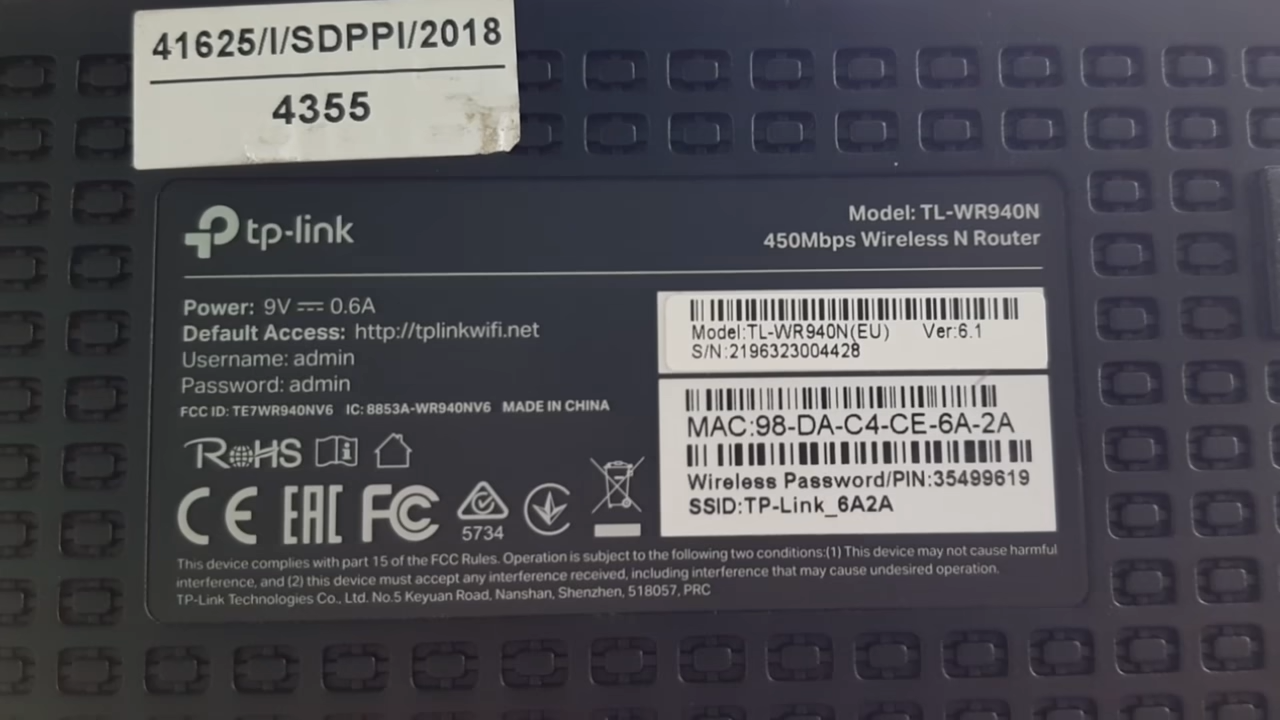 41625/I/SDPPI/2018
4355
tp-link
Model: TL-WR940N
450Mbps Wireless N Router
Power: 9V ⎓ 0.6A
Default Access: http://tplinkwifi.net
Username: admin
Password: admin
FCC ID: TE7WR940NV6 IC: 8853A-WR940NV6 MADE IN CHINA
Model:TL-WR940N(EU) Ver:6.1
S/N:2196323004428
MAC:98-DA-C4-CE-6A-2A
Wireless Password/PIN:35499619
SSID:TP-Link_6A2A
RoHS
CE EAC FC
5734
This device complies with part 15 of the FCC Rules. Operation is subject to the following two conditions:(1) This device may not cause harmful
interference, and (2) this device must accept any interference received, including interference that may cause undesired operation.
TP-Link Technologies Co., Ltd. No.5 Keyuan Road, Nanshan, Shenzhen, 518057, PRC